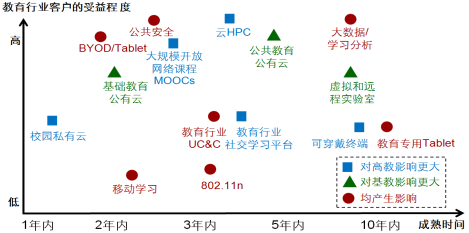 教育行业客户的受益程度
高
公共安全
云HPC
大数据/
学习分析
BYOD/Tablet
大规模开放
网络课程
MOOCs
公共教育
公有云
基础教育
公有云
虚拟和远
程实验室
校园私有云
教育行业
UC&C
教育行业
社交学习平台
可穿戴终端
教育专用Tablet
移动学习
802.11n
对高教影响更大
对基教影响更大
均产生影响
低
1年内
2年内
3年内
5年内
10年内
成熟时间